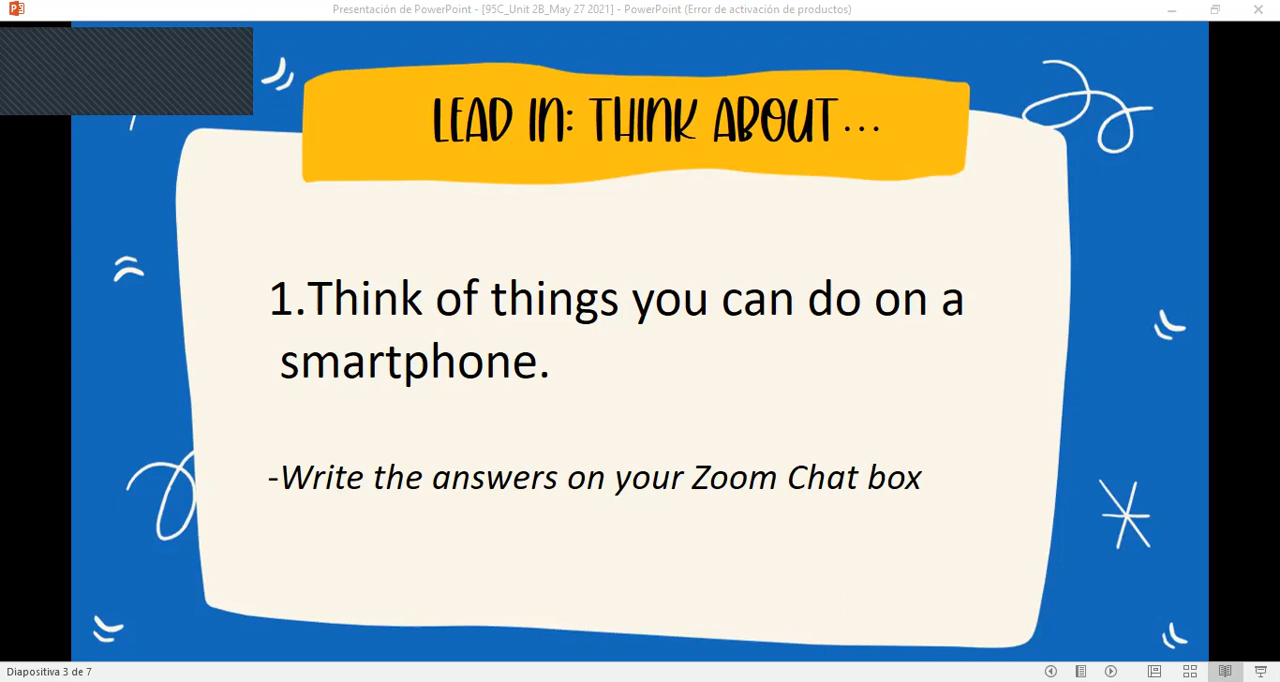 Presentación de PowerPoint - [95C_Unit 2B_May 27 2021] - PowerPoint (Error de activación de productos)
LEAD IN: THINK ABOUT...
1.Think of things you can do on a
smartphone.
-Write the answers on your Zoom Chat box
Diapositiva 3 de 7